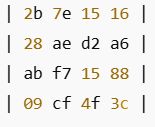 | 2b 7e 15 16 |
| 28 ae d2 a6 |
| ab f7 15 88 |
| 09 cf 4f 3c |